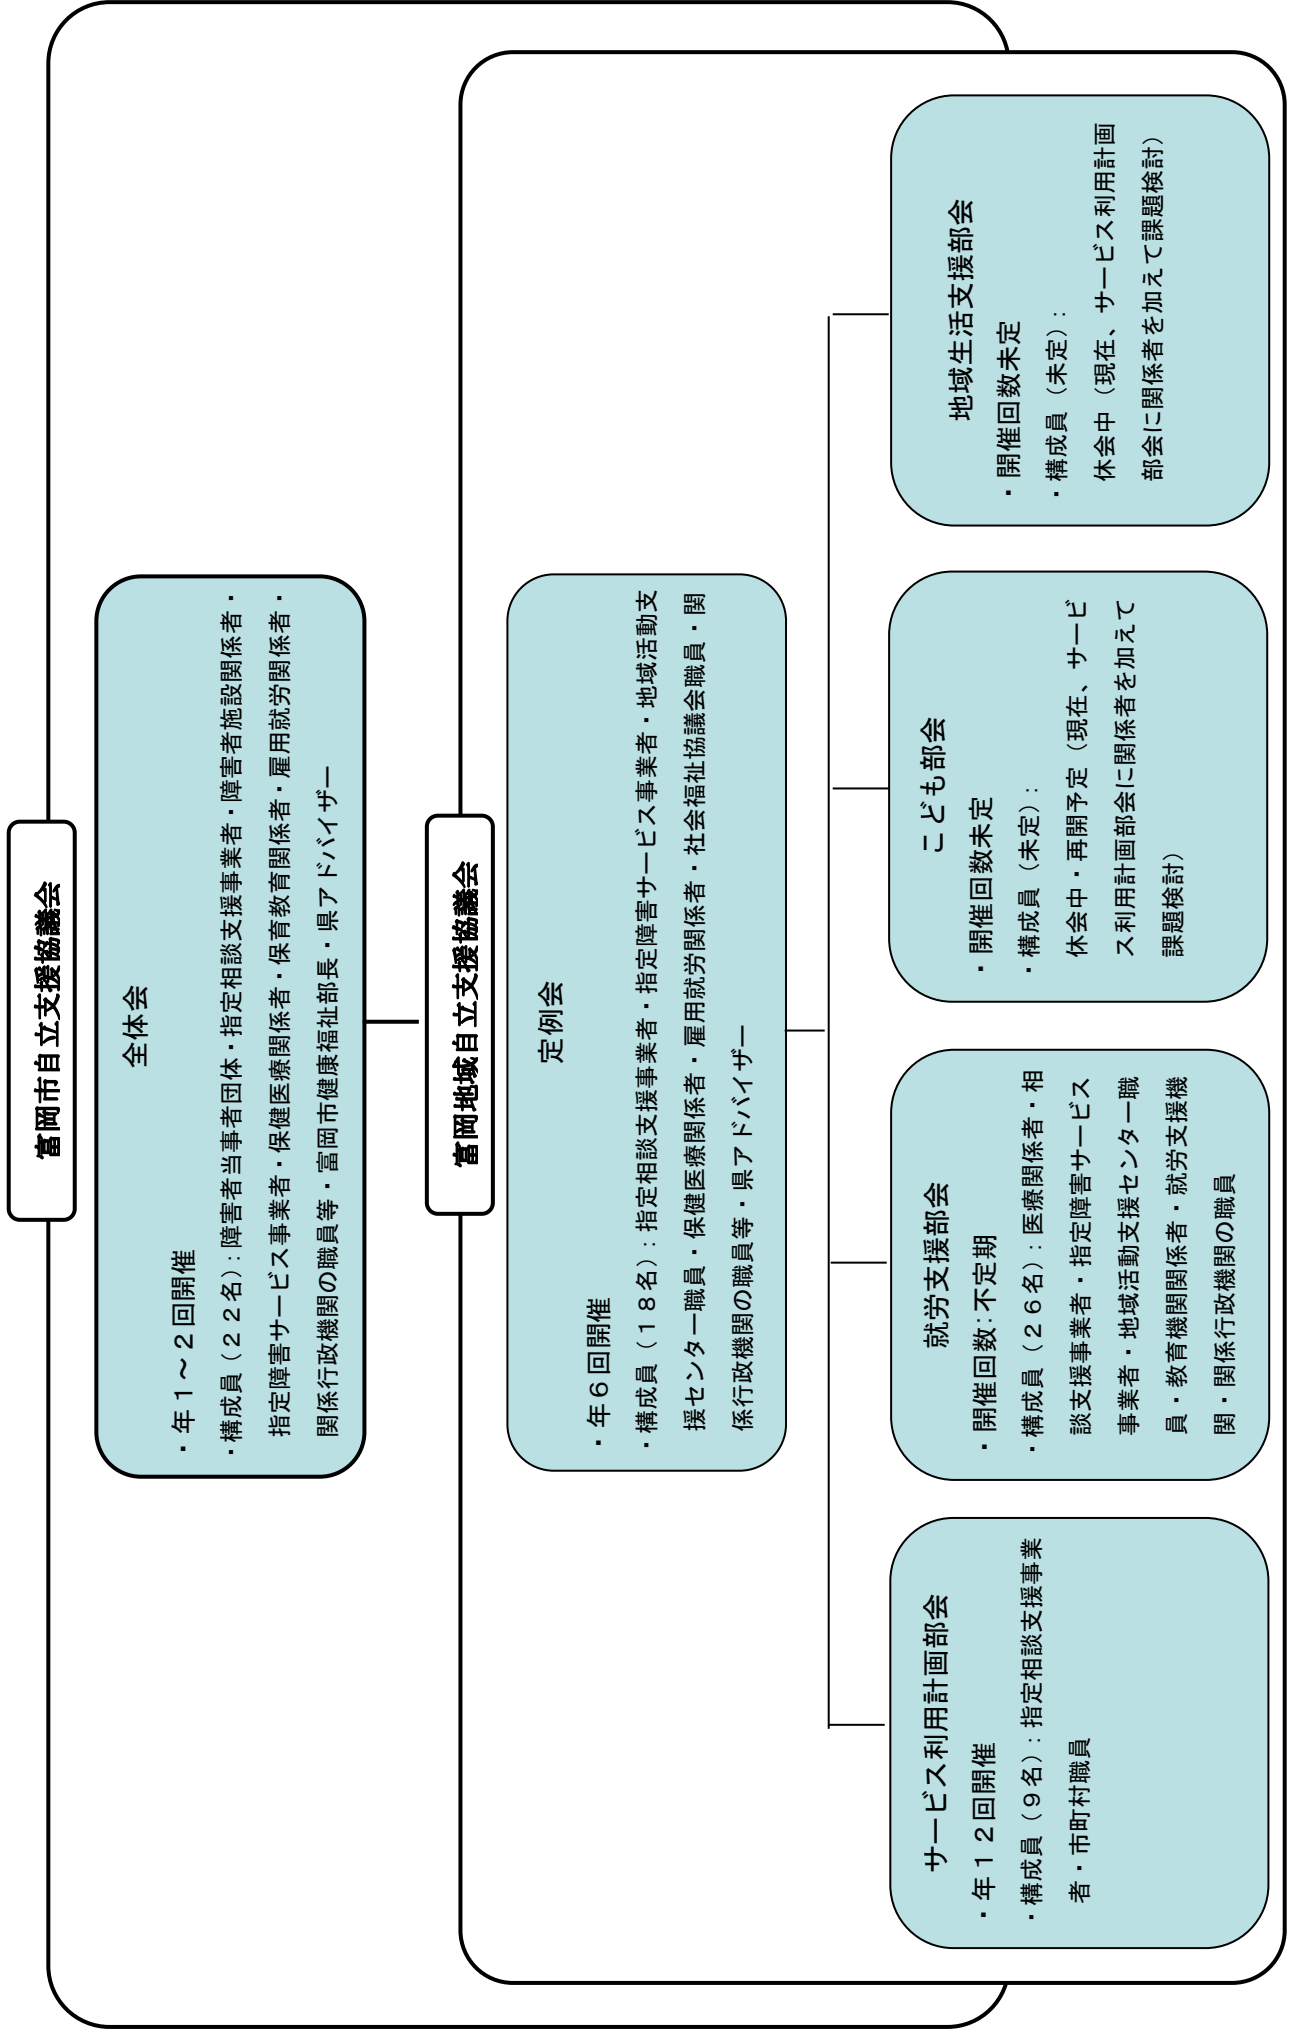 富岡市自立支援協議会
全体会
・年１～２回開催
・構成員（２２名）：障害者当事者団体・指定相談支援事業者・障害者施設関係者・
指定障害サービス事業者・保健医療関係者・保育教育関係者・雇用就労関係者・
関係行政機関の職員等・富岡市健康福祉部長・県アドバイザー
富岡地域自立支援協議会
定例会
・年６回開催
・構成員（１８名）：指定相談支援事業者・指定障害サービス事業者・地域活動支
援センター職員・保健医療関係者・雇用就労関係者・社会福祉協議会職員・関
係行政機関の職員等・県アドバイザー
サービス利用計画部会
・年１２回開催
・構成員（９名）：指定相談支援事業
者・市町村職員
就労支援部会
・開催回数：不定期
・構成員（２６名）：医療関係者・相
談支援事業者・指定障害サービス
事業者・地域活動支援センター職
員・教育機関関係者・就労支援機
関・関係行政機関の職員
こども部会
・開催回数未定
・構成員（未定）：
休会中・再開予定（現在、サービ
ス利用計画部会に関係者を加えて
課題検討）
地域生活支援部会
・開催回数未定
・構成員（未定）：
休会中（現在、サービス利用計画
部会に関係者を加えて課題検討）